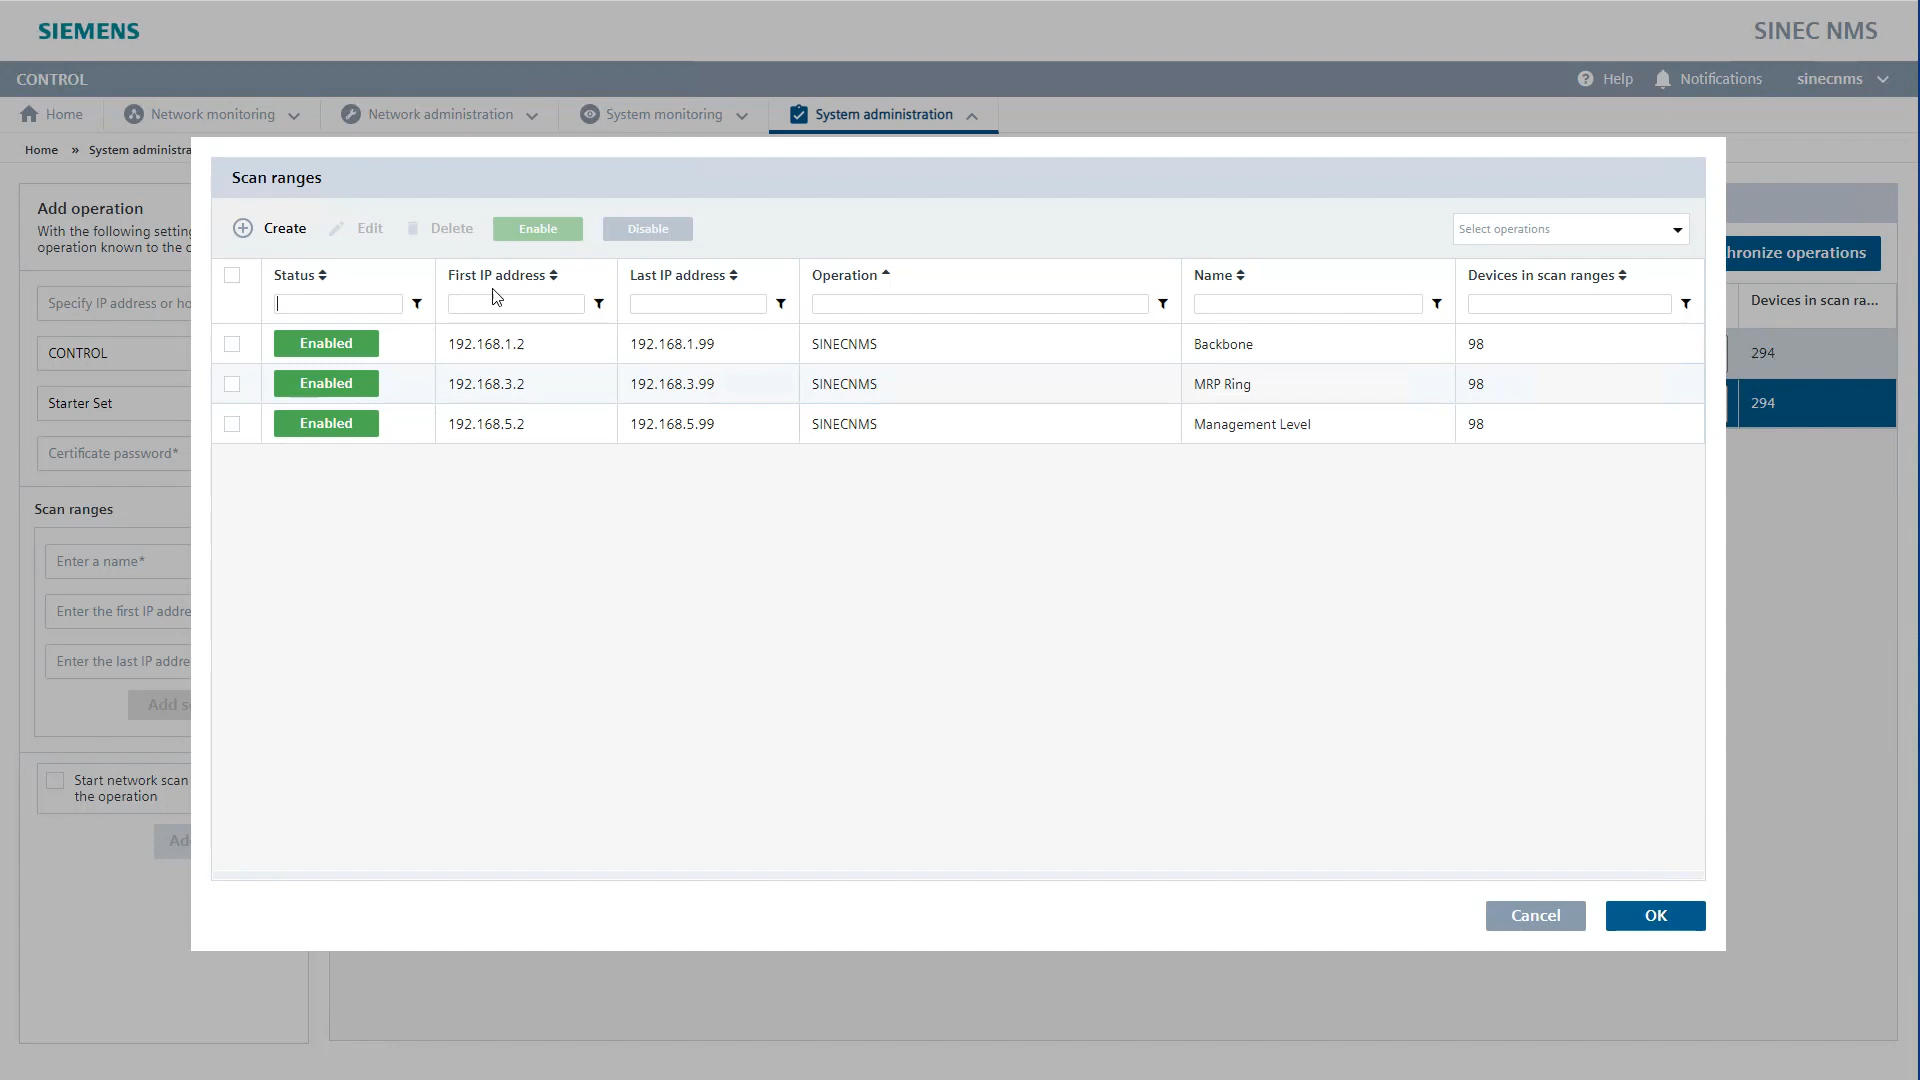 SIEMENS
SINEC NMS
CONTROL
Help
Notifications
sinecnms
Home
Network monitoring
Network administration
System monitoring
System administration
Home » System administra
Add operation
With the following setting
operation known to the c
Specify IP address or ho
CONTROL
Starter Set
Certificate password*
Scan ranges
Enter a name*
Enter the first IP addre
Enter the last IP addre
Add s
Start network scan
the operation
Ad
Scan ranges
Create
Edit
Delete
Enable
Disable
Select operations
Status First IP address Last IP address Operation Name Devices in scan ranges
Enabled 192.168.1.2 192.168.1.99 SINECNMS Backbone 98
Enabled 192.168.3.2 192.168.3.99 SINECNMS MRP Ring 98
Enabled 192.168.5.2 192.168.5.99 SINECNMS Management Level 98
Cancel
OK
hronize operations
Devices in scan ra...
294
294